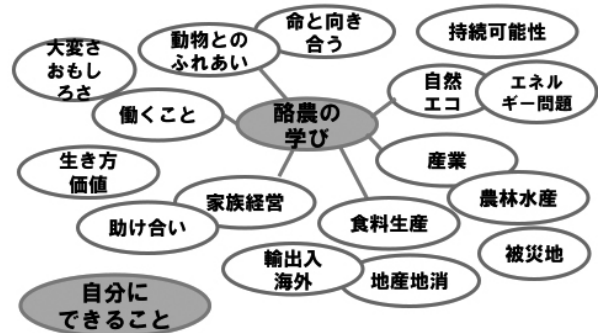 命と向き
合う
持続可能性
動物との
ふれあい
大変さ
おもし
ろさ
自然
エコ
エネル
ギー問題
働くこと
酪農の
学び
産業
生き方
価値
農林水産
家族経営
助け合い
食料生産
被災地
輸出入
海外
地産地消
自分に
できること